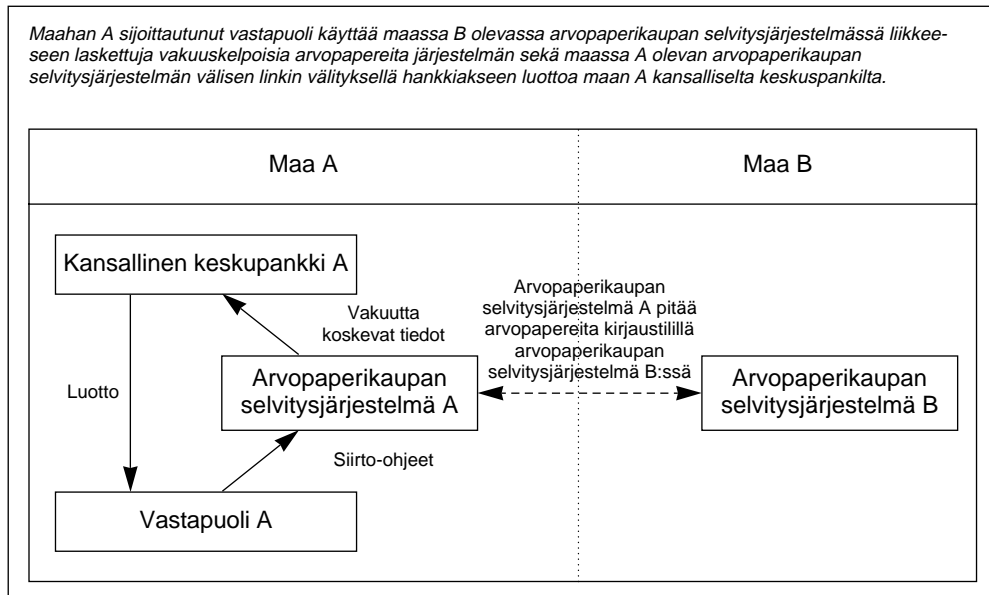 Maahan A sijoittautunut vastapuoli käyttää maassa B olevassa arvopaperikaupan selvitysjärjestelmässä liikkee-
seen laskettuja vakuuskelpoisia arvopapereita järjestelmän sekä maassa A olevan arvopaperikaupan
selvitysjärjestelmän välisen linkin välityksellä hankkiakseen luottoa maan A kansalliselta keskuspankilta.
Maa A
Maa B
Kansallinen keskupankki A
Vakuutta
koskevat tiedot
Arvopaperikaupan
selvitysjärjestelmä A pitää
arvopapereita kirjaustilillä
arvopaperikaupan
selvitysjärjestelmä B:ssä
Luotto
Arvopaperikaupan
selvitysjärjestelmä A
Arvopaperikaupan
selvitysjärjestelmä B
Siirto-ohjeet
Vastapuoli A